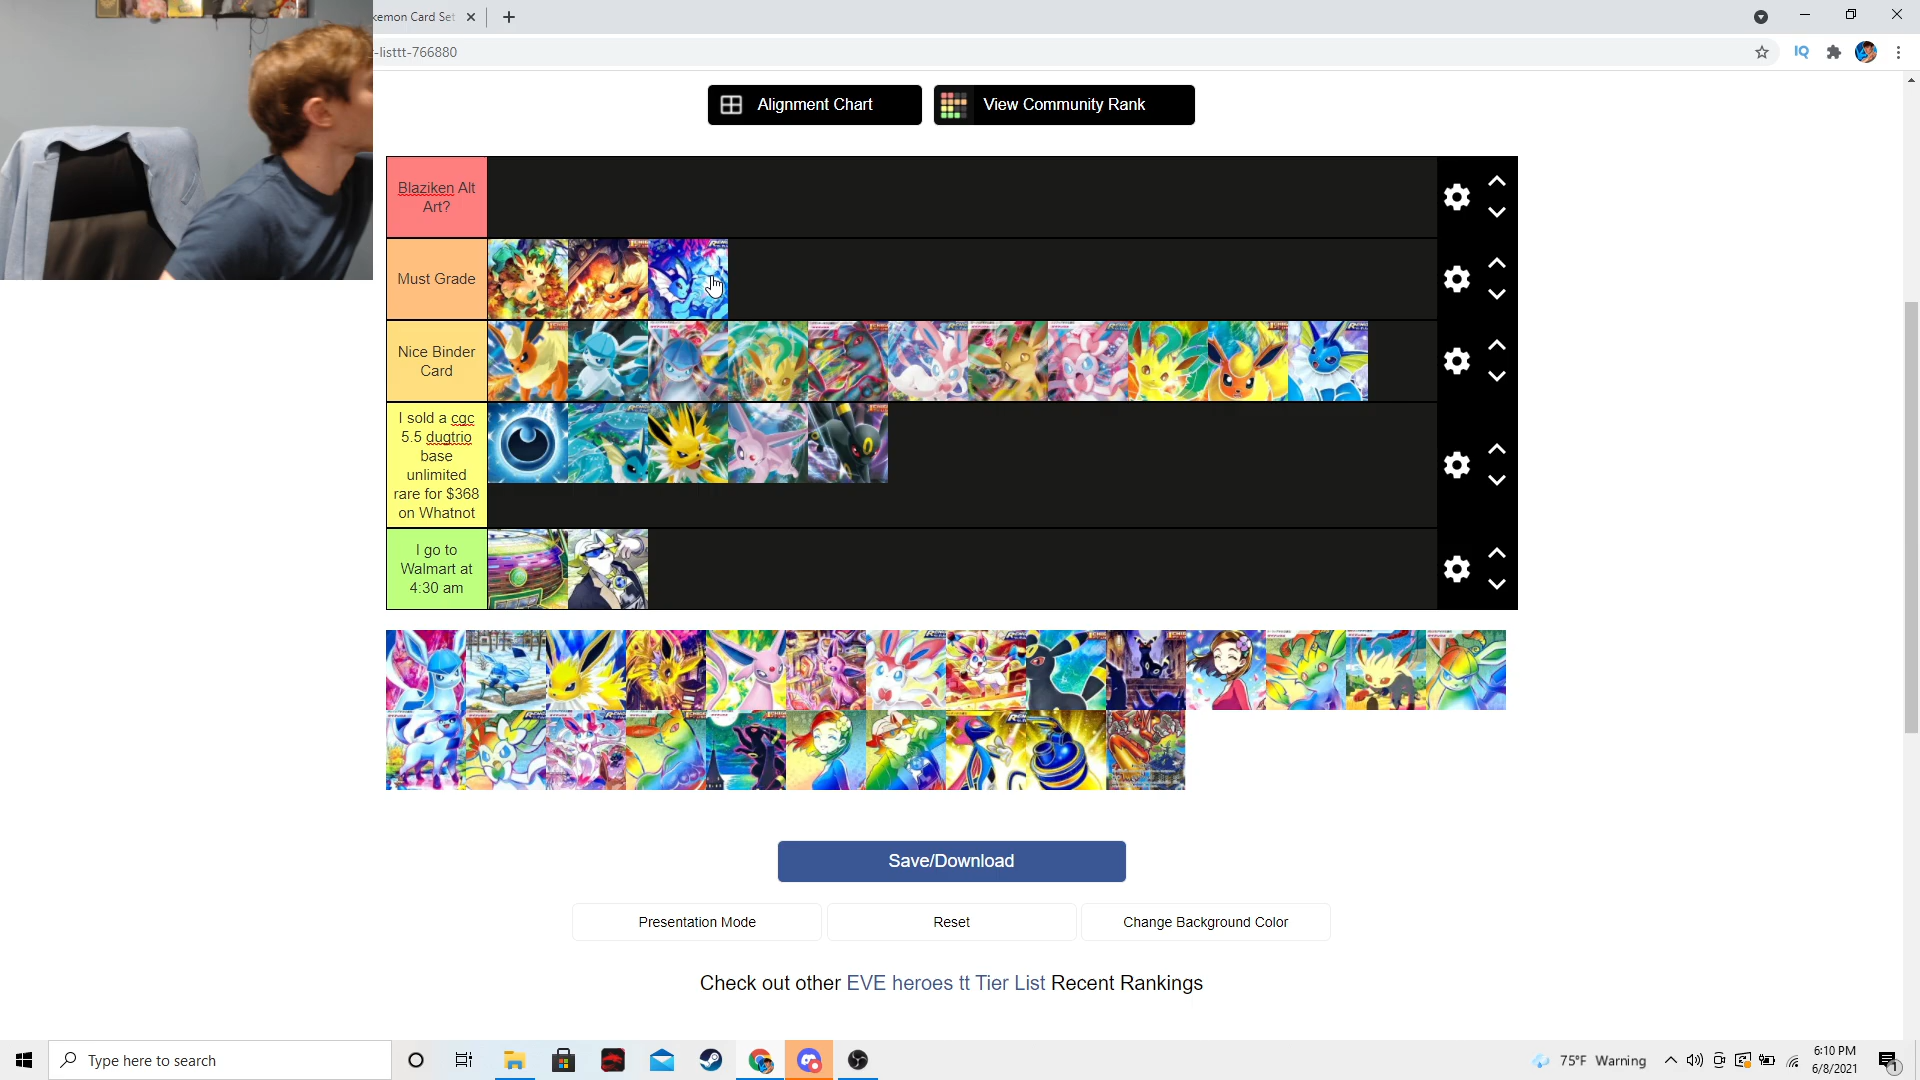 kemon Card Set
-listtt-766880
IQ
Alignment Chart
View Community Rank
Blaziken Alt
Art?
Must Grade
Nice Binder
Card
I sold a cgc
5.5 dugtrio
base
unlimited
rare for $368
on Whatnot
I go to
Walmart at
4:30 am
Save/Download
Presentation Mode
Reset
Change Background Color
Check out other EVE heroes tt Tier List Recent Rankings
Type here to search
75°F Warning
6:10 PM
6/8/2021
1